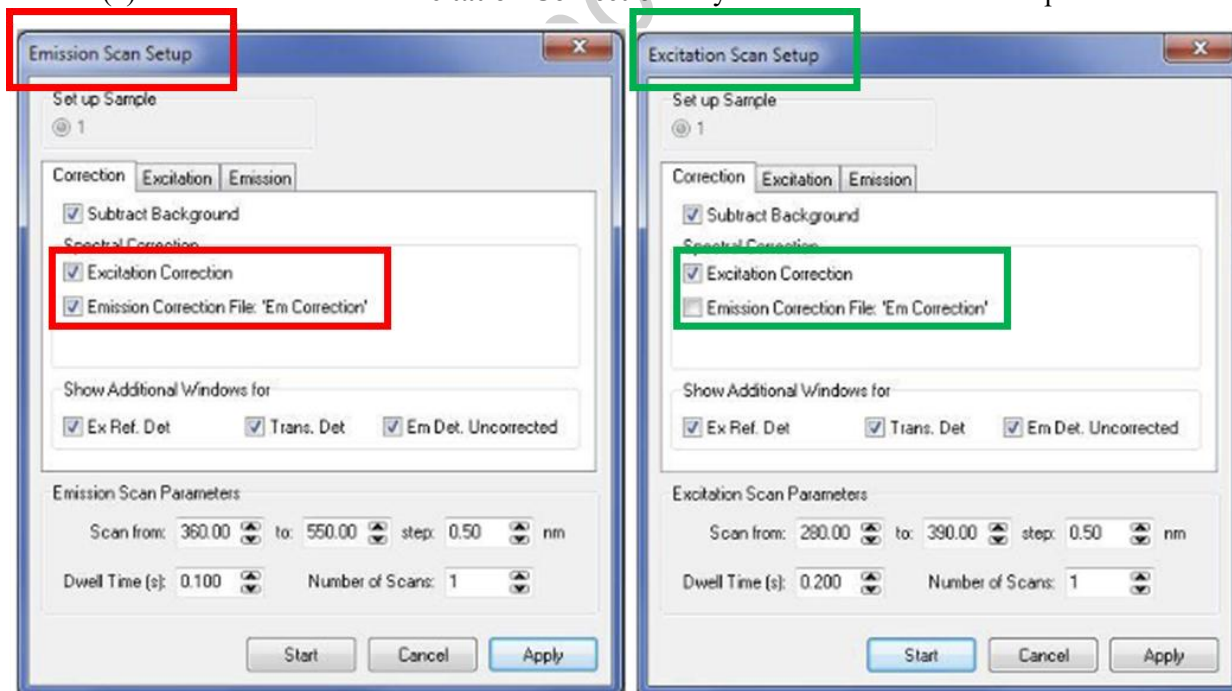 Emission Scan Setup
Set up Sample
1
Correction Excitation Emission
Subtract Background
Spectral Correction
Excitation Correction
Emission Correction File: 'Em Correction'
Show Additional Windows for
Ex Ref. Det Trans. Det Em Det. Uncorrected
Emission Scan Parameters
Scan from: 360.00 to: 550.00 step: 0.50 nm
Dwell Time (s): 0.100 Number of Scans: 1
Start Cancel Apply
Excitation Scan Setup
Set up Sample
1
Correction Excitation Emission
Subtract Background
Spectral Correction
Excitation Correction
Emission Correction File: 'Em Correction'
Show Additional Windows for
Ex Ref. Det Trans. Det Em Det. Uncorrected
Excitation Scan Parameters
Scan from: 280.00 to: 390.00 step: 0.50 nm
Dwell Time (s): 0.200 Number of Scans: 1
Start Cancel Apply